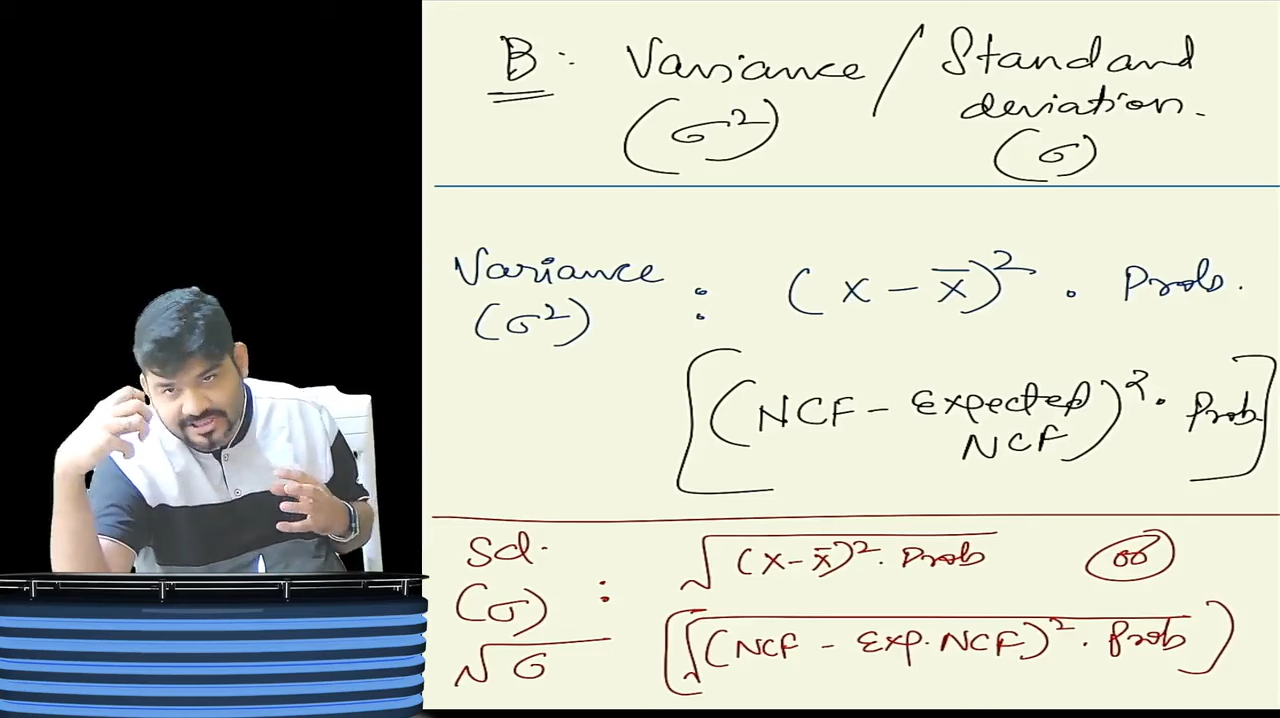 B: Variance / Standard
deviation.
(σ²) (σ)
Variance : (x - x̄)² . Prob.
(σ²)
[(NCF - Expected
NCF)². Prob]
Sd. √(x-x̄)². Prob or
(σ) :
√σ [√(NCF - Exp. NCF)². Prob]